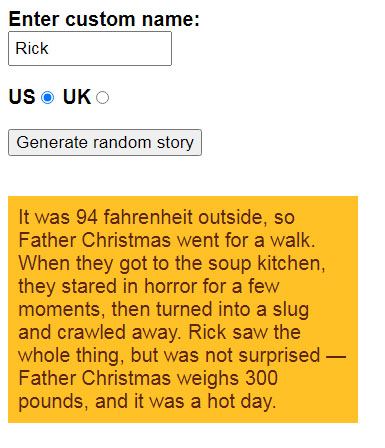 Enter custom name:
Rick
US UK
Generate random story
It was 94 fahrenheit outside, so
Father Christmas went for a walk.
When they got to the soup kitchen,
they stared in horror for a few
moments, then turned into a slug
and crawled away. Rick saw the
whole thing, but was not surprised —
Father Christmas weighs 300
pounds, and it was a hot day.